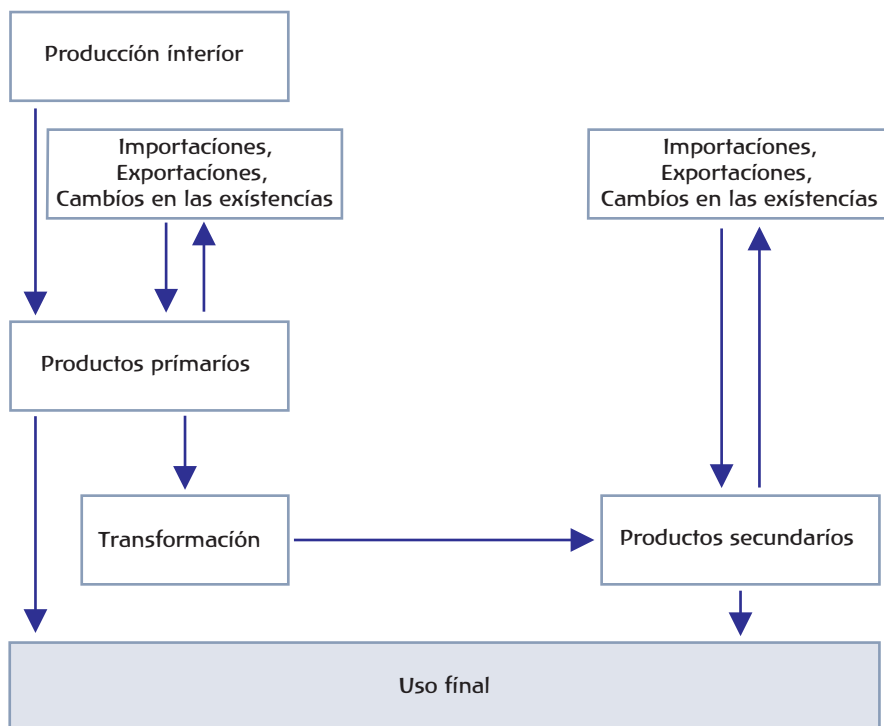 Producción interior
Importaciones,
Exportaciones,
Cambios en las existencias
Importaciones,
Exportaciones,
Cambios en las existencias
Productos primarios
Transformación
Productos secundarios
Uso final